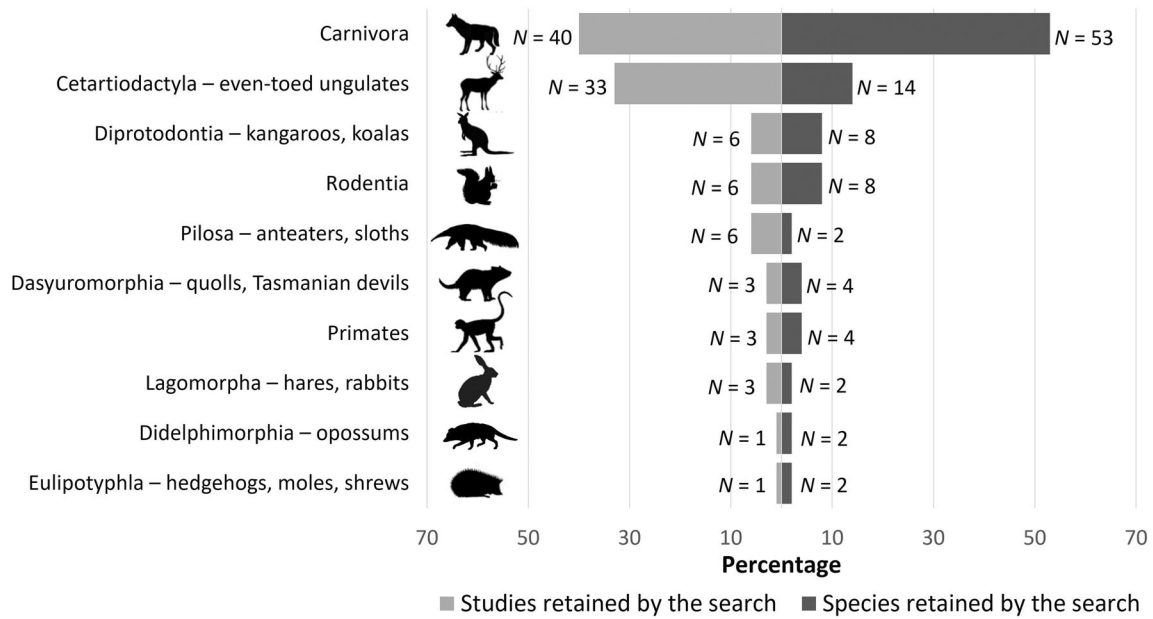 Carnivora N = 40 N = 53
Cetartiodactyla – even-toed ungulates N = 33 N = 14
Diprotodontia – kangaroos, koalas N = 6 N = 8
Rodentia N = 6 N = 8
Pilosa – anteaters, sloths N = 6 N = 2
Dasyuromorphia – quolls, Tasmanian devils N = 3 N = 4
Primates N = 3 N = 4
Lagomorpha – hares, rabbits N = 3 N = 2
Didelphimorphia – opossums N = 1 N = 2
Eulipotyphla – hedgehogs, moles, shrews N = 1 N = 2
70 50 30 10 10 30 50 70
Percentage
Studies retained by the search Species retained by the search